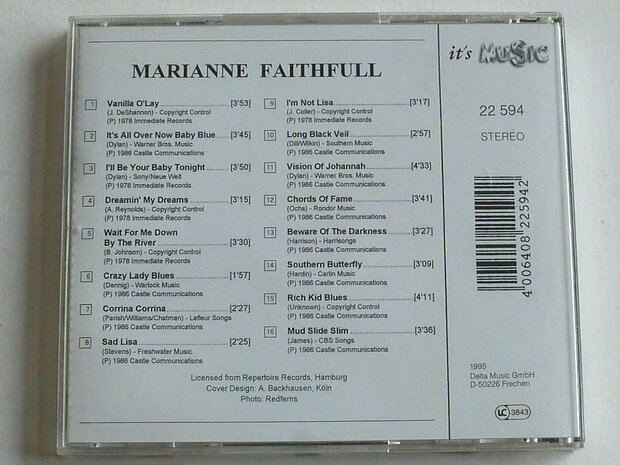 MARIANNE FAITHFULL
1 Vanilla O'Lay [3'53]
(J. DeShannon) - Copyright Control
(P) 1978 Immediate Records
2 It's All Over Now Baby Blue [3'45]
(Dylan) - Warner Bros. Music
(P) 1986 Castle Communications
3 I'll Be Your Baby Tonight [3'50]
(Dylan) - Sony/Neue Welt
(P) 1978 Immediate Records
4 Dreamin' My Dreams [3'15]
(A. Reynolds) - Copyright Control
(P) 1978 Immediate Records
5 Wait For Me Down
By The River [3'30]
(B. Johnson) - Copyright Control
(P) 1978 Immediate Records
6 Crazy Lady Blues [1'57]
(Dennig) - Warlock Music
(P) 1986 Castle Communications
7 Corrina Corrina [2'27]
(Parish/Williams/Chatman) - Lafleur Songs
(P) 1986 Castle Communications
8 Sad Lisa [2'25]
(Stevens) - Freshwater Music
(P) 1986 Castle Communications
9 I'm Not Lisa [3'17]
(J. Colter) - Copyright Control
(P) 1978 Immediate Records
10 Long Black Veil [2'57]
(Dill/Wilkin) - Southern Music
(P) 1986 Castle Communications
11 Vision Of Johannah [4'33]
(Dylan) - Warner Bros. Music
(P) 1986 Castle Communications
12 Chords Of Fame [3'41]
(Ochs) - Rondor Music
(P) 1986 Castle Communications
13 Beware Of The Darkness [3'27]
(Harrison) - Harrisongs
(P) 1986 Castle Communications
14 Southern Butterfly [3'09]
(Hardin) - Carlin Music
(P) 1986 Castle Communications
15 Rich Kid Blues [4'11]
(Unknown) - Copyright Control
(P) 1986 Castle Communications
16 Mud Slide Slim [3'36]
(James) - CBS Songs
(P) 1986 Castle Communications
Licensed from Repertoire Records, Hamburg
Cover Design: A. Backhausen, Köln
Photo: Redferns
it's MUSIC
22 594
STEREO
4 006408 225942
1995
Delta Music GmbH
D-50226 Frechen
LC 3843